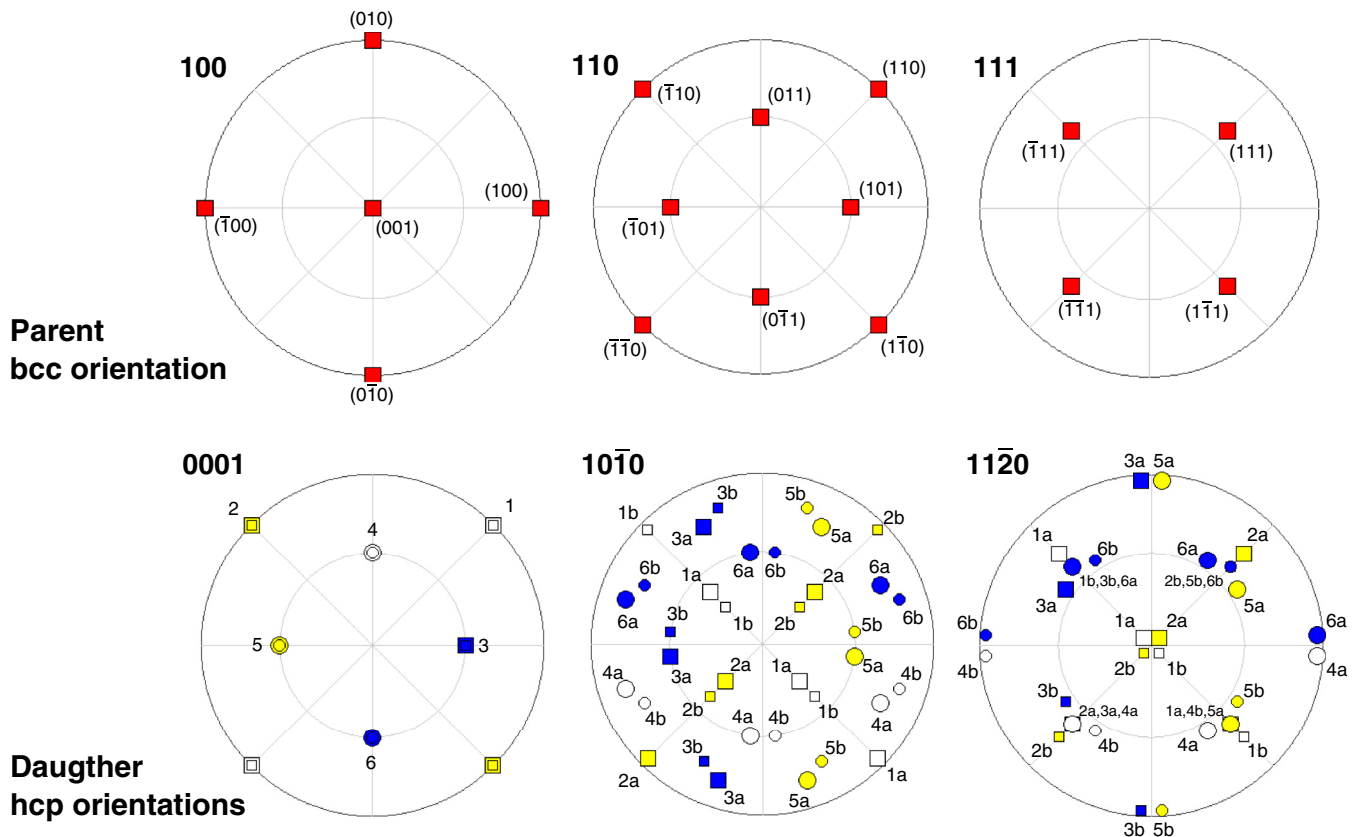 (010)
100
(1̅00)
(100)
(001)
(01̅0)
110
(1̅10)
(110)
(011)
(1̅01)
(101)
(01̅1)
(1̅1̅0)
(11̅0)
111
(1̅11)
(111)
(1̅1̅1)
(11̅1)
Parent
bcc orientation
0001
2
1
4
5
3
6
101̅0
1b
3b
5b
2b
3a
5a
6a
6b
6b
6a
1a
2a
6a
6b
1b
2b
3b
5b
3a
5a
2a
1a
4a
4b
2b
1b
4b
4a
4a
4b
2a
3b
5b
1a
3a
5a
112̅0
3a
5a
1a
6b
6a
2a
1b,3b,6a
2b,5b,6b
3a
5a
1a
2a
6b
6a
4b
4a
2b
1b
3b
5b
2a,3a,4a
1a,4b,5a
2b
4b
4a
1b
3b
5b
Daugther
hcp orientations